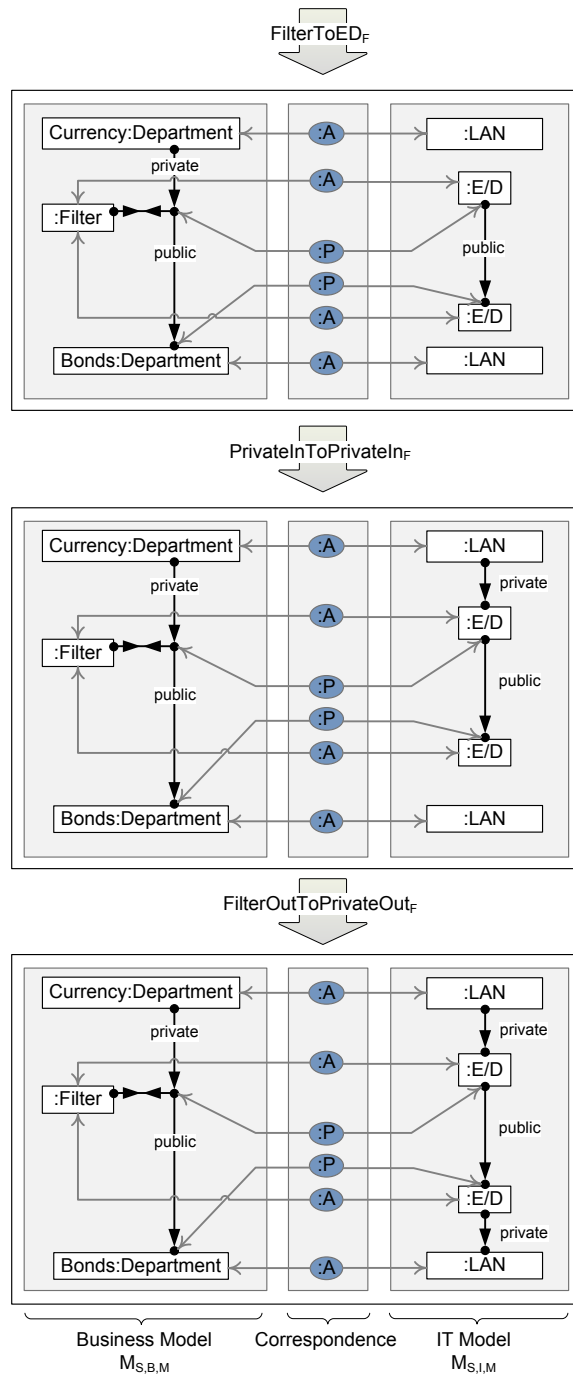 FilterToED_F
Currency:Department :A :LAN
private
:A :E/D
:Filter
public :P public
:P
:A :E/D
Bonds:Department :A :LAN
PrivateInToPrivateIn_F
Currency:Department :A :LAN
private private
:A :E/D
:Filter
public :P public
:P
:A :E/D
Bonds:Department :A :LAN
FilterOutToPrivateOut_F
Currency:Department :A :LAN
private private
:A :E/D
:Filter
public :P public
:P
:A :E/D
private
Bonds:Department :A :LAN
Business Model Correspondence IT Model
M_S,B,M M_S,I,M